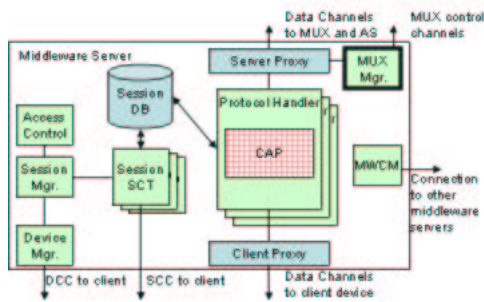 Data Channels
to MUX and AS
MUX control
channels
Middleware Server
Server Proxy
MUX
Mgr.
Session
DB
Protocol Handler
Access
Control
CAP
Session
Mgr.
Session
SCT
MWCM
Connection
to other
middleware
servers
Device
Mgr.
Client Proxy
DCC to client
SCC to client
Data Channels
to client device